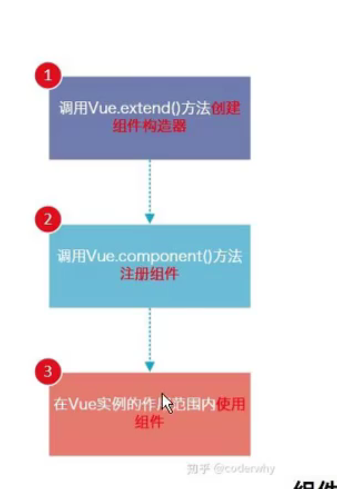 1
调用Vue.extend()方法创建
组件构造器
2
调用Vue.component()方法
注册组件
3
在Vue实例的作 范围内使用
组件
知乎 @coderwhy
组件